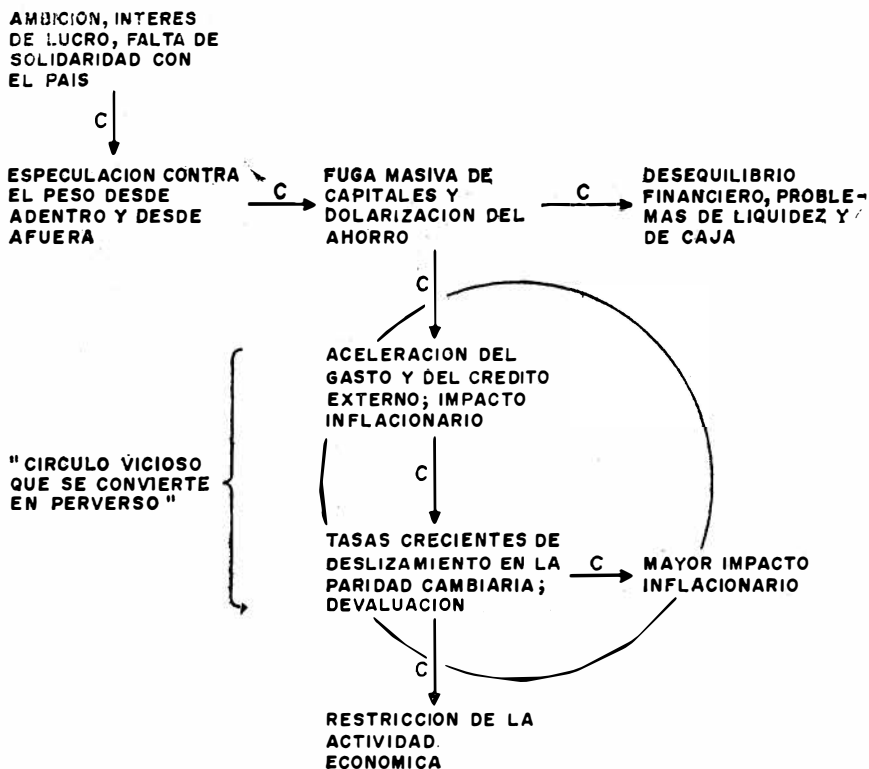 AMBICION, INTERES
DE LUCRO, FALTA DE
SOLIDARIDAD CON
EL PAIS
C
ESPECULACION CONTRA
EL PESO DESDE
ADENTRO Y DESDE
AFUERA
C
FUGA MASIVA DE
CAPITALES Y
DOLARIZACION DEL
AHORRO
C
DESEQUILIBRIO
FINANCIERO, PROBLE-
MAS DE LIQUIDEZ Y
DE CAJA
C
ACELERACION DEL
GASTO Y DEL CREDITO
EXTERNO; IMPACTO
INFLACIONARIO
"CIRCULO VICIOSO
QUE SE CONVIERTE
EN PERVERSO"
C
TASAS CRECIENTES DE
DESLIZAMIENTO EN LA
PARIDAD CAMBIARIA;
DEVALUACION
C
MAYOR IMPACTO
INFLACIONARIO
C
RESTRICCION DE LA
ACTIVIDAD
ECONOMICA